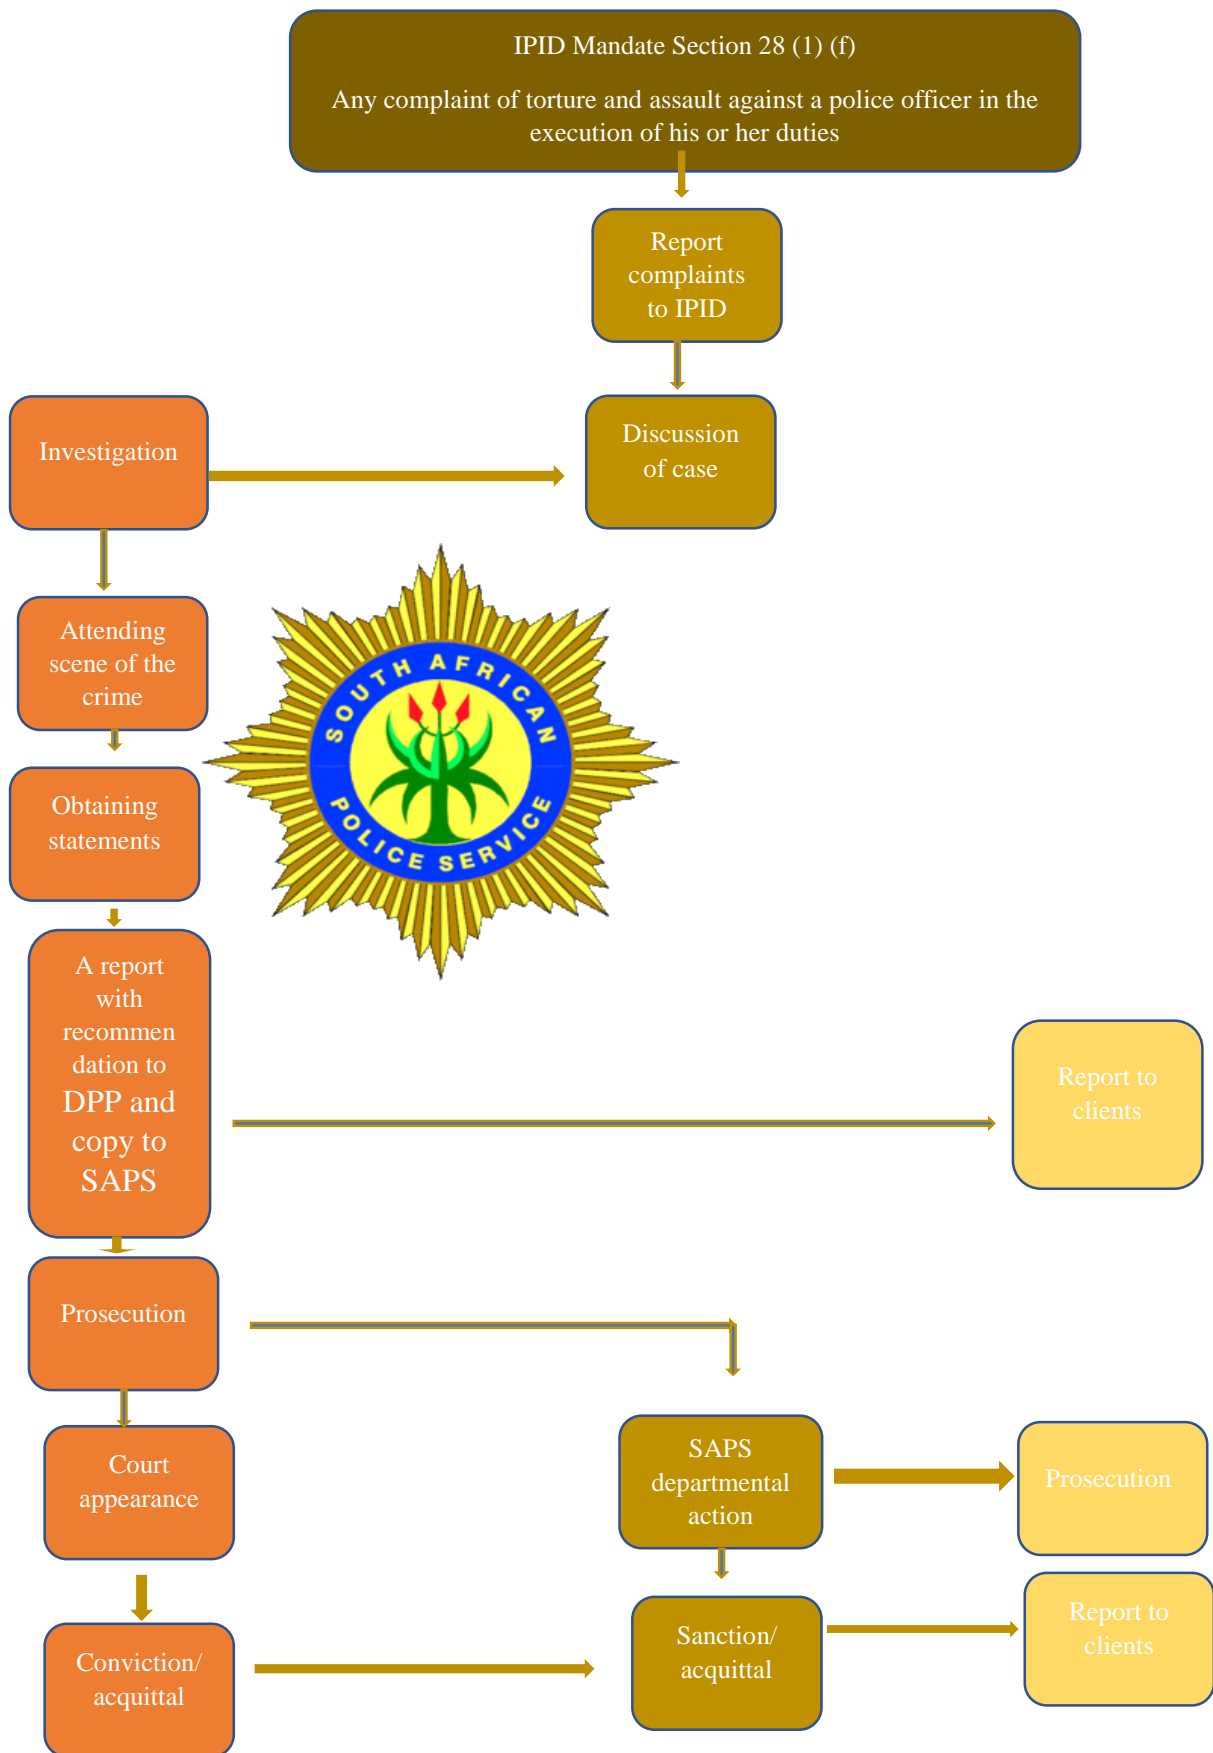 IPID Mandate Section 28 (1) (f)
Any complaint of torture and assault against a police officer in the
execution of his or her duties
Report
complaints
to IPID
Investigation
Discussion
of case
Attending
scene of the
crime
SOUTH AFRICAN
POLICE SERVICE
Obtaining
statements
A report
with
recommen
dation to
DPP and
copy to
SAPS
Report to
clients
Prosecution
Court
appearance
SAPS
departmental
action
Prosecution
Conviction/
acquittal
Sanction/
acquittal
Report to
clients